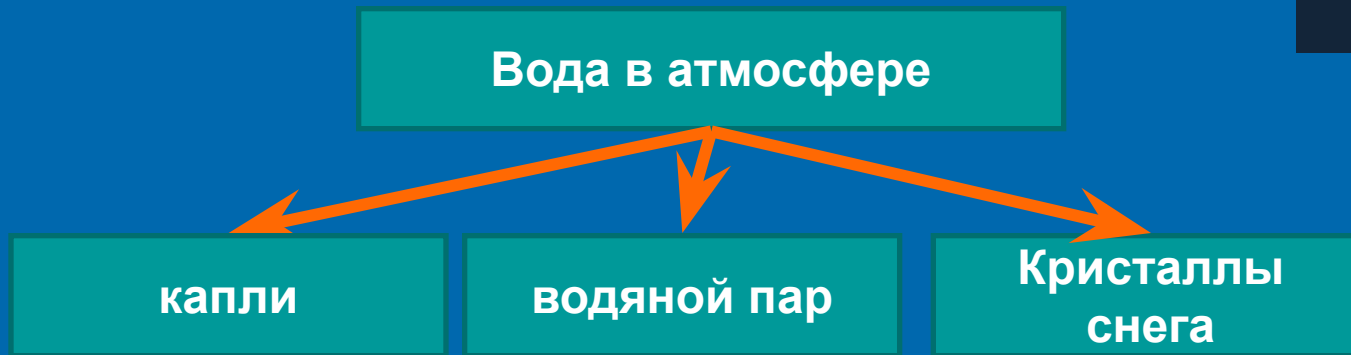 Вода в атмосфере
капли
водяной пар
Кристаллы
снега